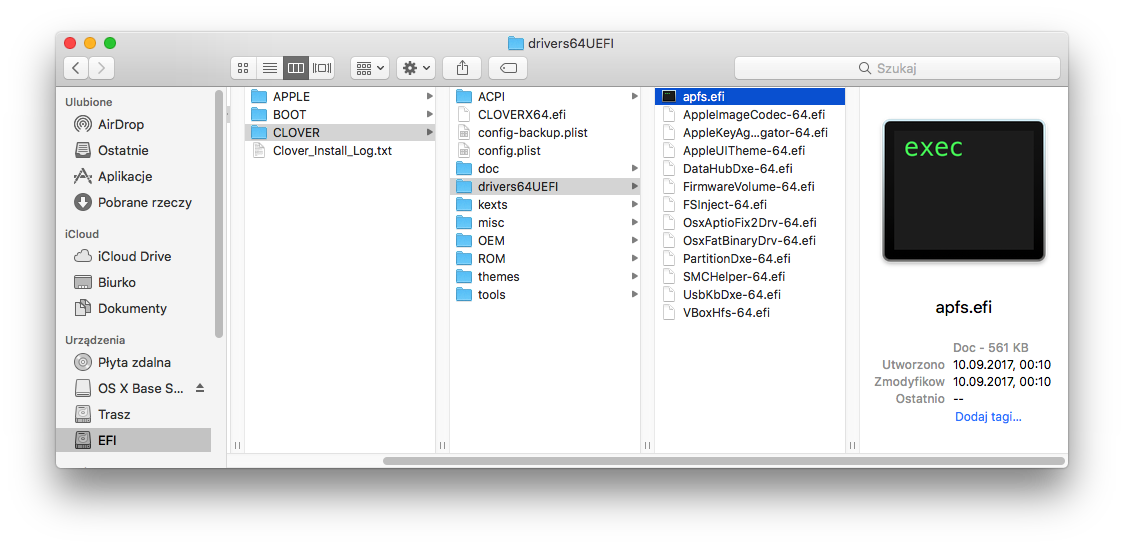 drivers64UEFI
Szukaj
Ulubione
AirDrop
Ostatnie
Aplikacje
Pobrane rzeczy
iCloud
iCloud Drive
Biurko
Dokumenty
Urządzenia
Płyta zdalna
OS X Base S...
Trasz
EFI
APPLE
BOOT
CLOVER
Clover_Install_Log.txt
ACPI
CLOVERX64.efi
config-backup.plist
config.plist
doc
drivers64UEFI
kexts
misc
OEM
ROM
themes
tools
apfs.efi
AppleImageCodec-64.efi
AppleKeyAg...gator-64.efi
AppleUITheme-64.efi
DataHubDxe-64.efi
FirmwareVolume-64.efi
FSInject-64.efi
OsxAptioFix2Drv-64.efi
OsxFatBinaryDrv-64.efi
PartitionDxe-64.efi
SMCHelper-64.efi
UsbKbDxe-64.efi
VBoxHfs-64.efi
exec
apfs.efi
Doc - 561 KB
Utworzono 10.09.2017, 00:10
Zmodyfikow 10.09.2017, 00:10
Ostatnio --
Dodaj tagi...